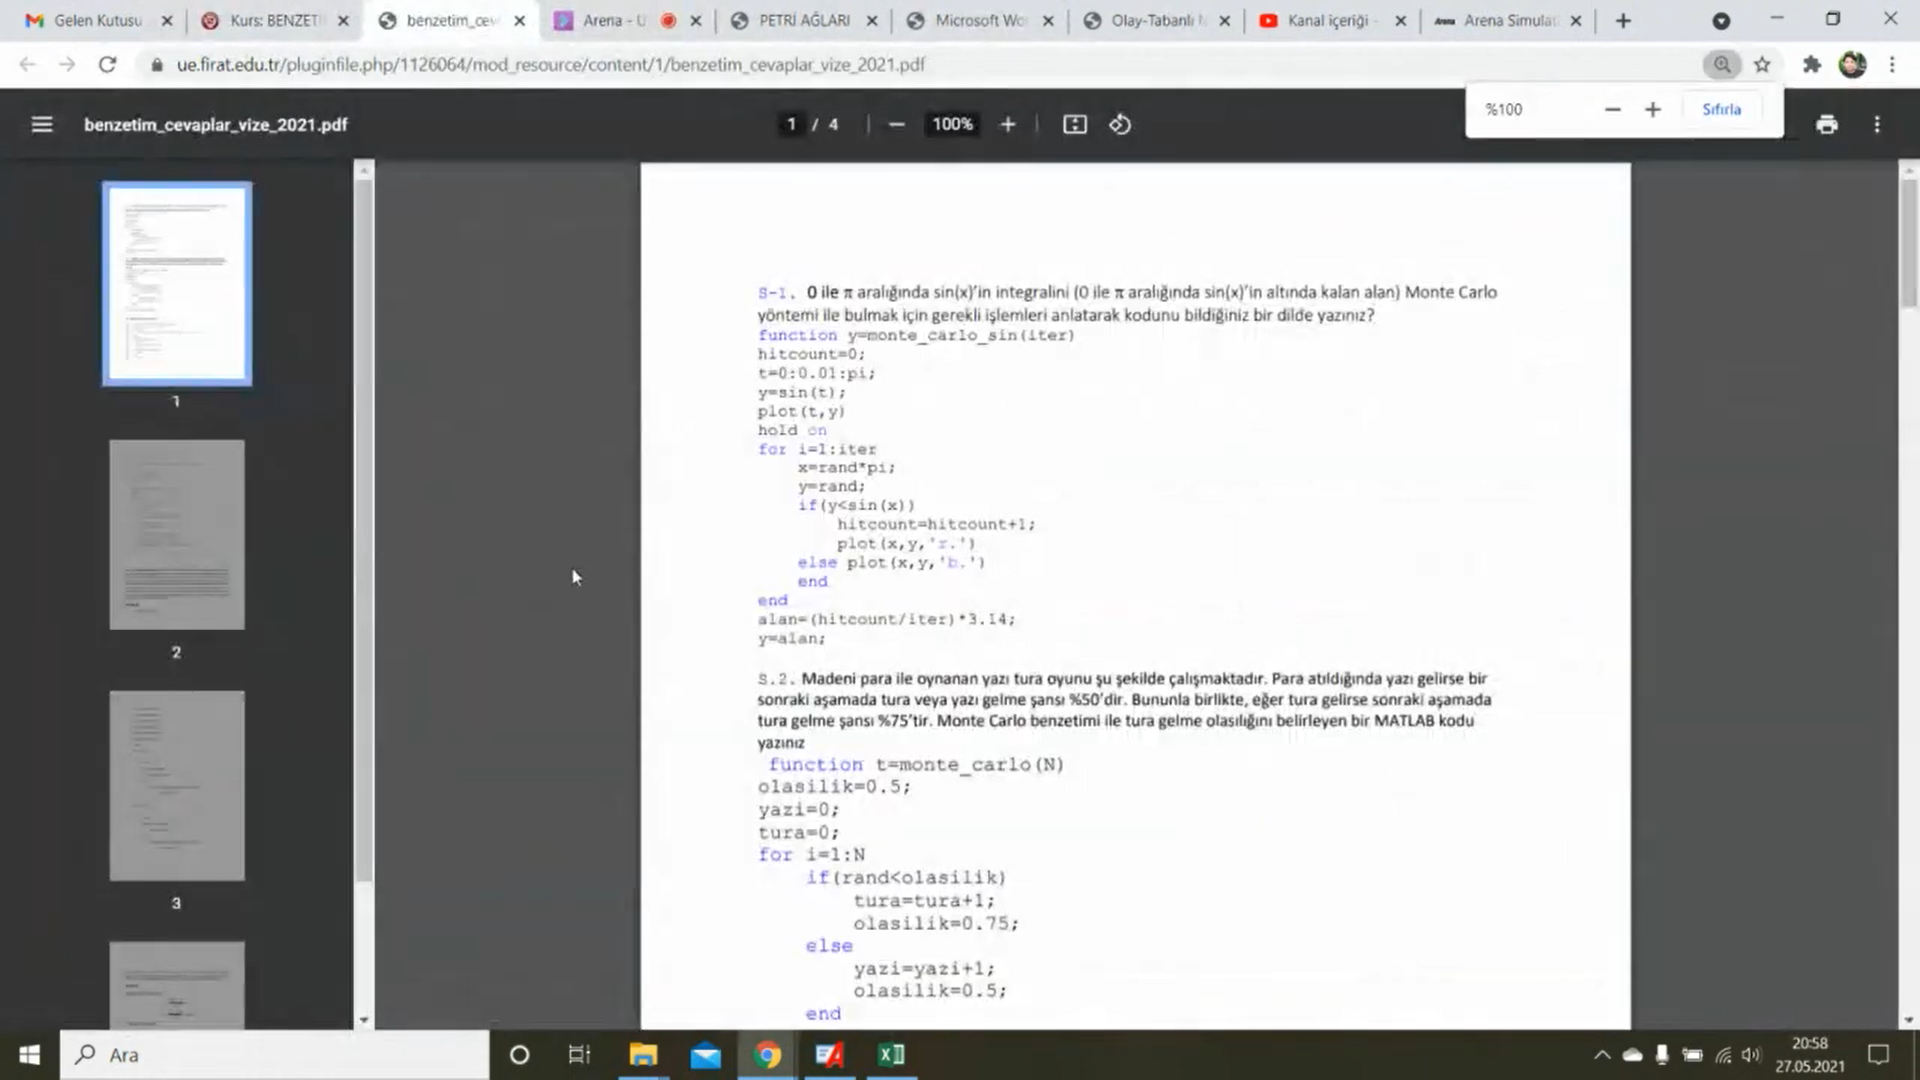 Gelen Kutusu
Kurs: BENZETİ
benzetim_cev
Arena - U
PETRİ AĞLARI
Microsoft Wo
Olay-Tabanlı
Kanal içeriği -
Arena Simulat
ue.firat.edu.tr/pluginfile.php/1126064/mod_resource/content/1/benzetim_cevaplar_vize_2021.pdf
benzetim_cevaplar_vize_2021.pdf
1 / 4
100%
%100
Sıfırla
1
2
3
S-1. 0 ile π aralığında sin(x)'in integralini (0 ile π aralığında sin(x)'in altında kalan alan) Monte Carlo
yöntemi ile bulmak için gerekli işlemleri anlatarak kodunu bildiğiniz bir dilde yazınız?
function y=monte_carlo_sin(iter)
hitcount=0;
t=0:0.01:pi;
y=sin(t);
plot(t,y)
hold on
for i=1:iter
x=rand*pi;
y=rand;
if(y<sin(x))
hitcount=hitcount+1;
plot(x,y,'r.')
else plot(x,y,'b.')
end
end
alan=(hitcount/iter)*3.14;
y=alan;
S.2. Madeni para ile oynanan yazı tura oyunu şu şekilde çalışmaktadır. Para atıldığında yazı gelirse bir
sonraki aşamada tura veya yazı gelme şansı %50'dir. Bununla birlikte, eğer tura gelirse sonraki aşamada
tura gelme şansı %75'tir. Monte Carlo benzetimi ile tura gelme olasılığını belirleyen bir MATLAB kodu
yazınız
function t=monte_carlo(N)
olasilik=0.5;
yazi=0;
tura=0;
for i=1:N
if(rand<olasilik)
tura=tura+1;
olasilik=0.75;
else
yazi=yazi+1;
olasilik=0.5;
end
Ara
20:58
27.05.2021